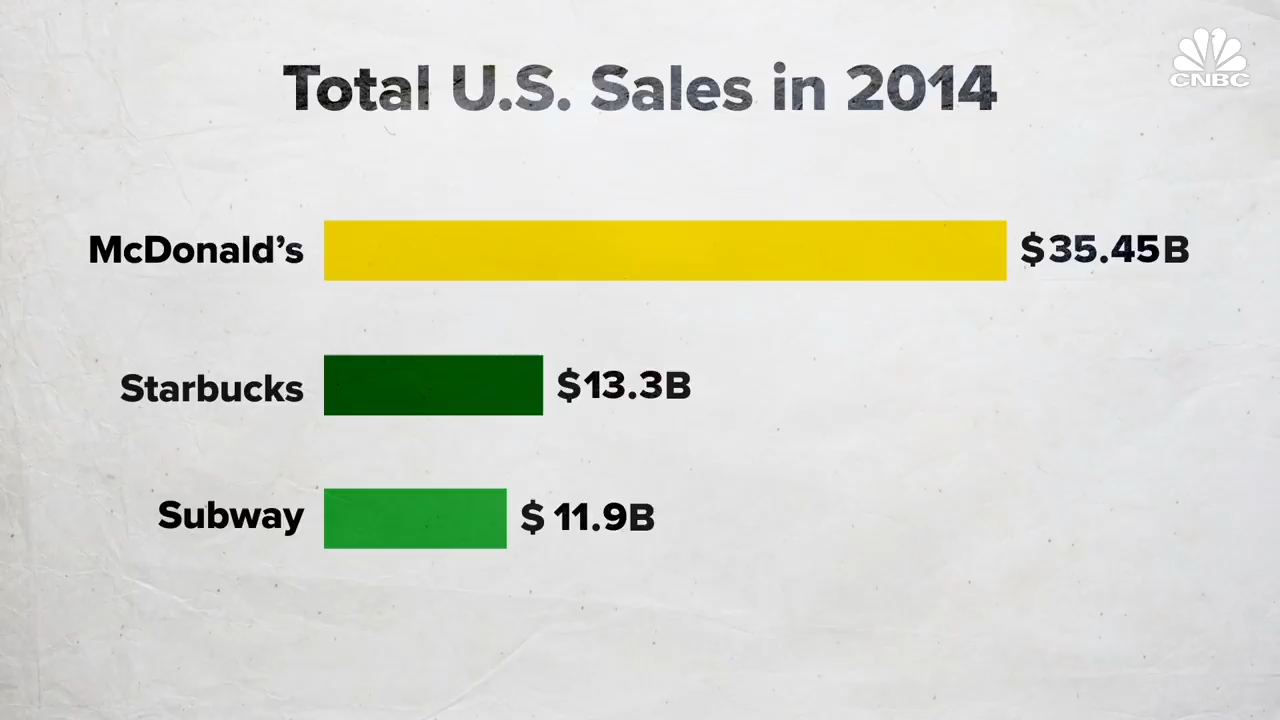 Total U.S. Sales in 2014
CNBC
McDonald’s $35.45B
Starbucks $13.3B
Subway $11.9B